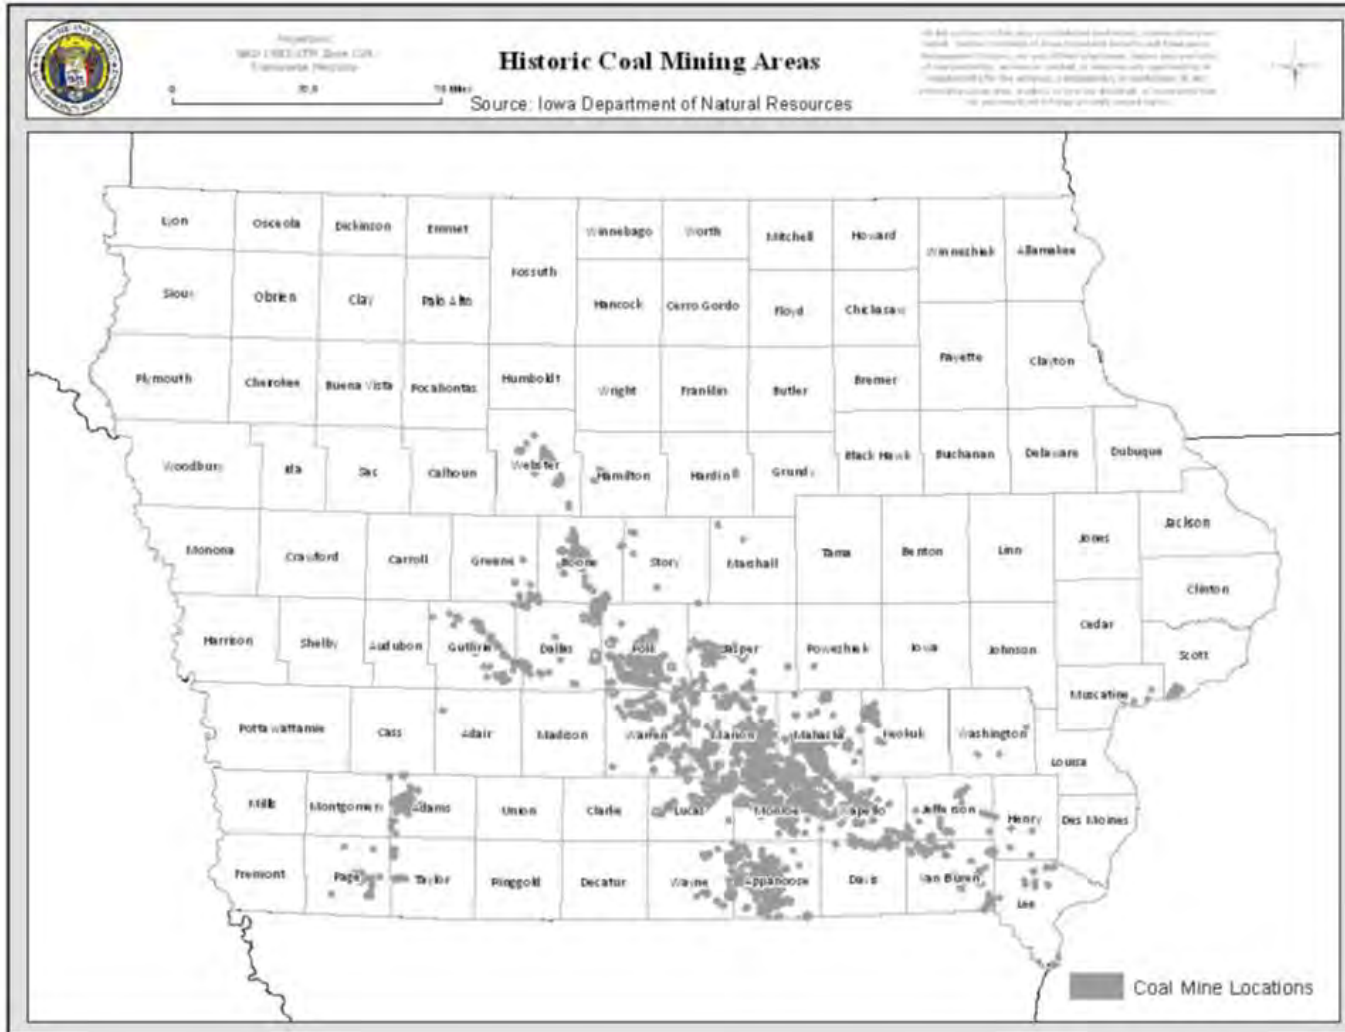 Historic Coal Mining Areas
Source: Iowa Department of Natural Resources
Lyon Osceola Dickinson Emmet Kossuth Winnebago Worth Mitchell Howard Winneshiek Allamakee
Sioux Obrien Clay Palo Alto Hancock Cerro Gordo Floyd Chickasaw
Plymouth Cherokee Buena Vista Pocahontas Humboldt Wright Franklin Butler Bremer Fayette Clayton
Woodbury Ida Sac Calhoun Webster Hamilton Hardin Grundy Black Hawk Buchanan Delaware Dubuque
Monona Crawford Carroll Greene Boone Story Marshall Tama Benton Linn Jones Jackson
Clinton
Harrison Shelby Audubon Guthrie Dallas Polk Jasper Poweshiek Iowa Johnson Cedar
Scott
Muscatine
Pottawattamie Cass Adair Madison Warren Marion Mahaska Keokuk Washington
Louisa
Mills Montgomery Adams Union Clarke Lucas Monroe Wapello Jefferson Henry Des Moines
Fremont Page Taylor Ringgold Decatur Wayne Appanoose Davis Van Buren Lee
Coal Mine Locations